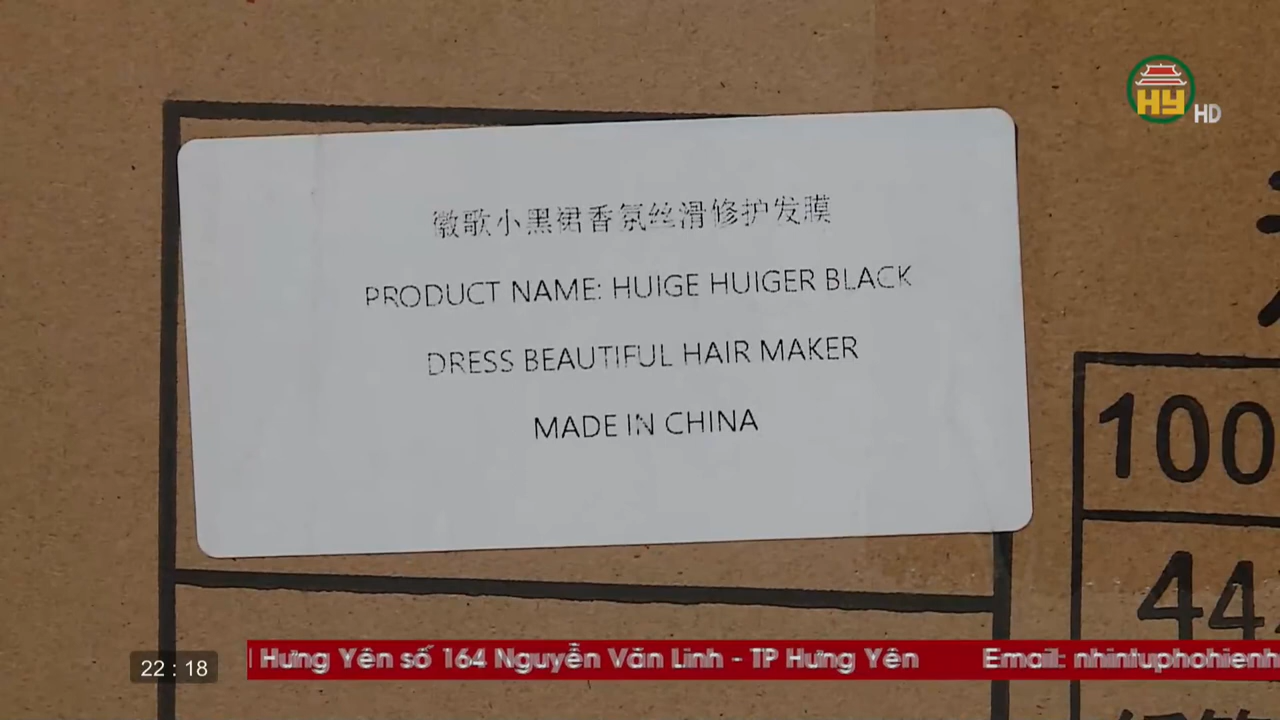 HY HD
徽歌小黑裙香氛丝滑修护发膜
PRODUCT NAME: HUIGE HUIGER BLACK
DRESS BEAUTIFUL HAIR MAKER
MADE IN CHINA
100
44
22 : 18
Hưng Yên số 164 Nguyễn Văn Linh - TP Hưng Yên Email: nhintuphohienh